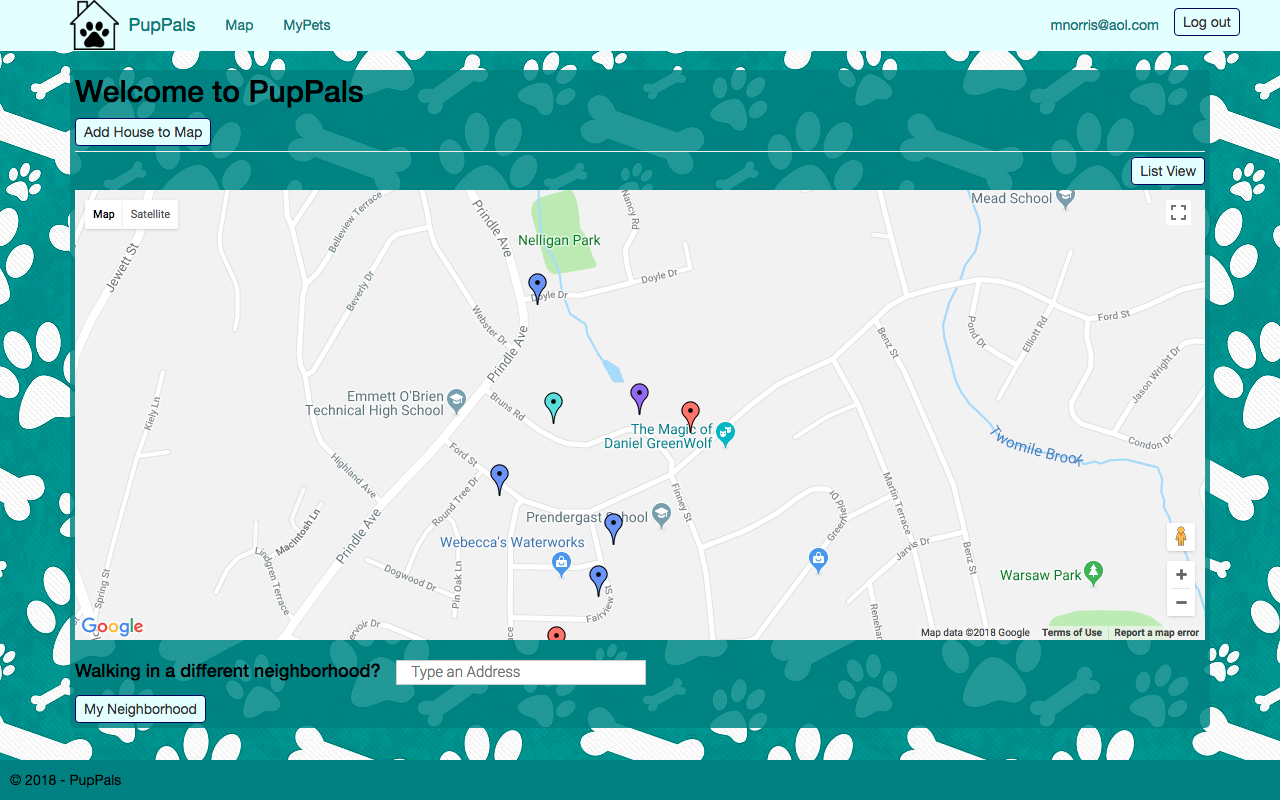 PupPals
Map
MyPets
mnorris@aol.com
Log out
Welcome to PupPals
Add House to Map
List View
Map
Satellite
Mead School
Nancy Rd
Belleview Terrace
Prindle Ave
Nelligan Park
Jewett St
Doyle Dr
Beverly Dr
Doyle Dr
Webster Dr
Ford St
Pond Dr
Elliott Rd
Benz St
Prindle Ave
Jason Wright Dr
Emmett O'Brien
Technical High School
Bruns Rd
Kiely Ln
The Magic of
Daniel GreenWolf
Twomile Brook
Condon Dr
Ford St
Highland Ave
Round Tree Dr
Finney St
Martin Terrace
MacIntosh Ln
Prendergast School
Prindle Ave
Webecca's Waterworks
Jarvis Dr
Benz St
Lindgren Terrace
Dogwood Dr
Pin Oak Ln
Warsaw Park
Spring St
Fairview St
Google
Map data ©2018 Google
Terms of Use
Report a map error
Walking in a different neighborhood?
Type an Address
My Neighborhood
© 2018 - PupPals